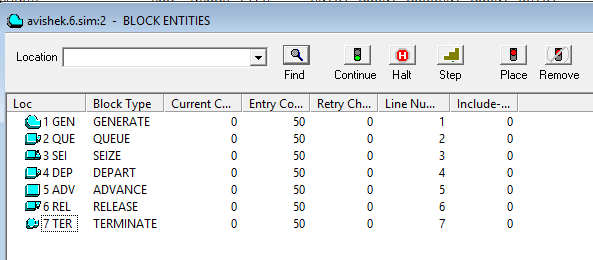 avishek.6.sim:2 - BLOCK ENTITIES
Location
Find Continue Halt Step Place Remove
Loc Block Type Current C... Entry Co... Retry Ch... Line Nu... Include-...
1 GEN GENERATE 0 50 0 1 0
2 QUE QUEUE 0 50 0 2 0
3 SEI SEIZE 0 50 0 3 0
4 DEP DEPART 0 50 0 4 0
5 ADV ADVANCE 0 50 0 5 0
6 REL RELEASE 0 50 0 6 0
7 TER TERMINATE 0 50 0 7 0